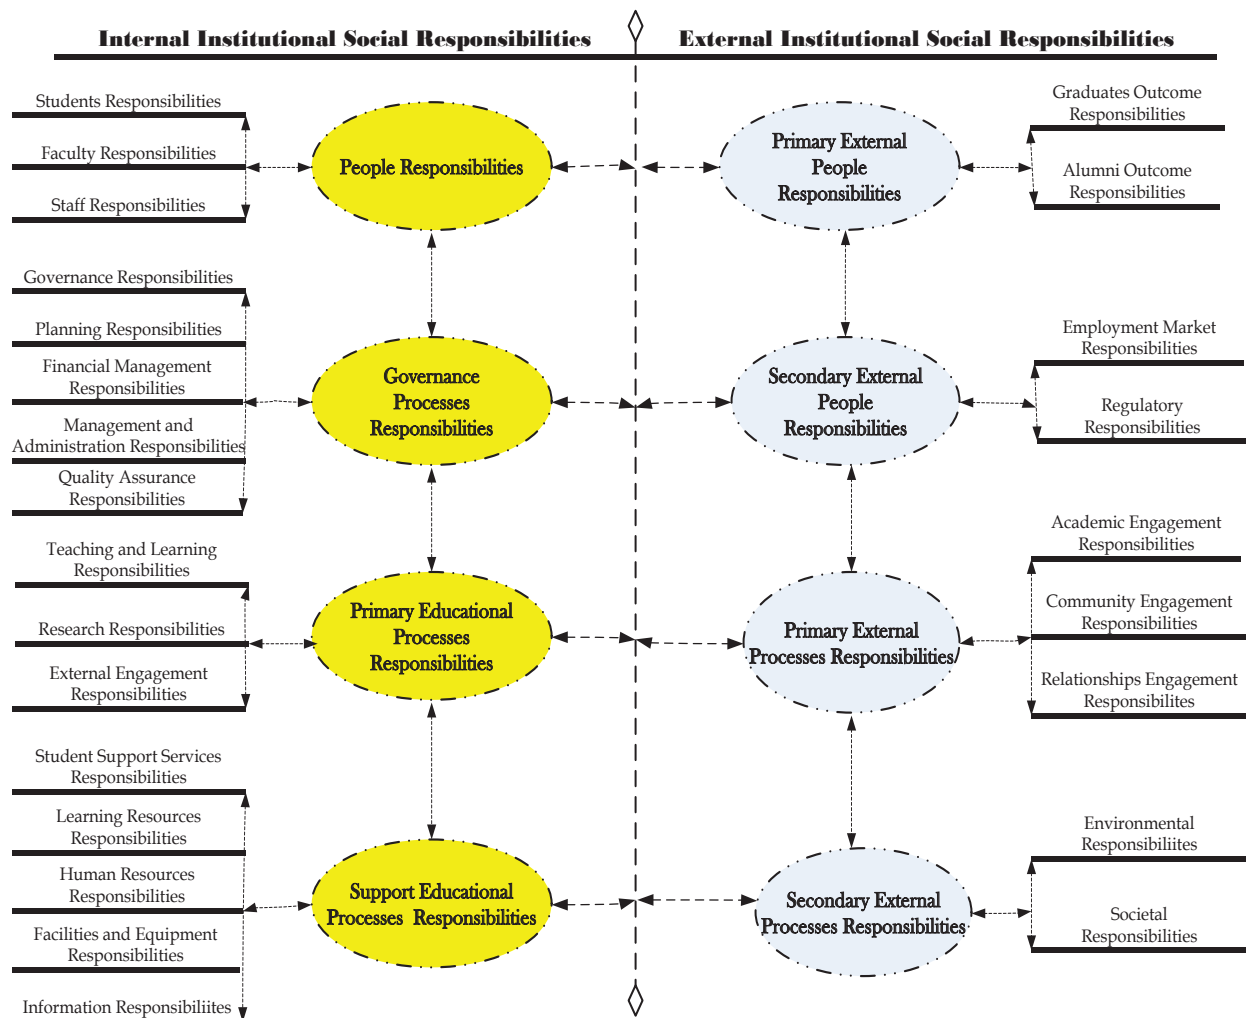 Internal Institutional Social Responsibilities
External Institutional Social Responsibilities
Students Responsibilities
Faculty Responsibilities
Staff Responsibilities
People Responsibilities
Primary External
People
Responsibilities
Graduates Outcome
Responsibilities
Alumni Outcome
Responsibilities
Governance Responsibilities
Planning Responsibilities
Financial Management
Responsibilities
Management and
Administration Responsibilities
Quality Assurance
Responsibilities
Governance
Processes
Responsibilities
Secondary External
People
Responsibilities
Employment Market
Responsibilities
Regulatory
Responsibilities
Teaching and Learning
Responsibilities
Research Responsibilities
External Engagement
Responsibilities
Primary Educational
Processes
Responsibilities
Primary External
Processes Responsibilities
Academic Engagement
Responsibilities
Community Engagement
Responsibilities
Relationships Engagement
Responsibilites
Student Support Services
Responsibilities
Learning Resources
Responsibilities
Human Resources
Responsibilities
Facilities and Equipment
Responsibilities
Information Responsibiliites
Support Educational
Processes Responsibilities
Secondary External
Processes Responsibilities
Environmental
Responsibiliites
Societal
Responsibilities